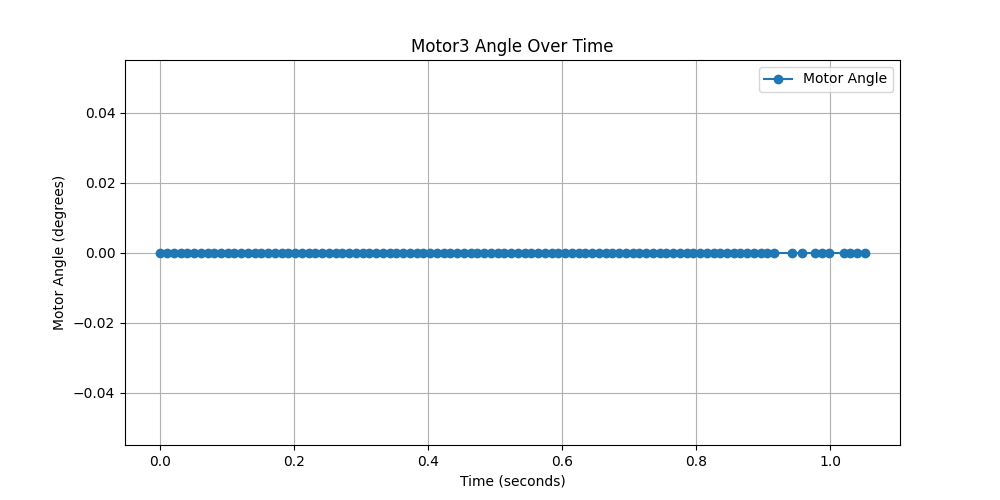 Motor3 Angle Over Time
Motor Angle
0.04
0.02
0.00
−0.02
−0.04
Motor Angle (degrees)
0.0 0.2 0.4 0.6 0.8 1.0
Time (seconds)